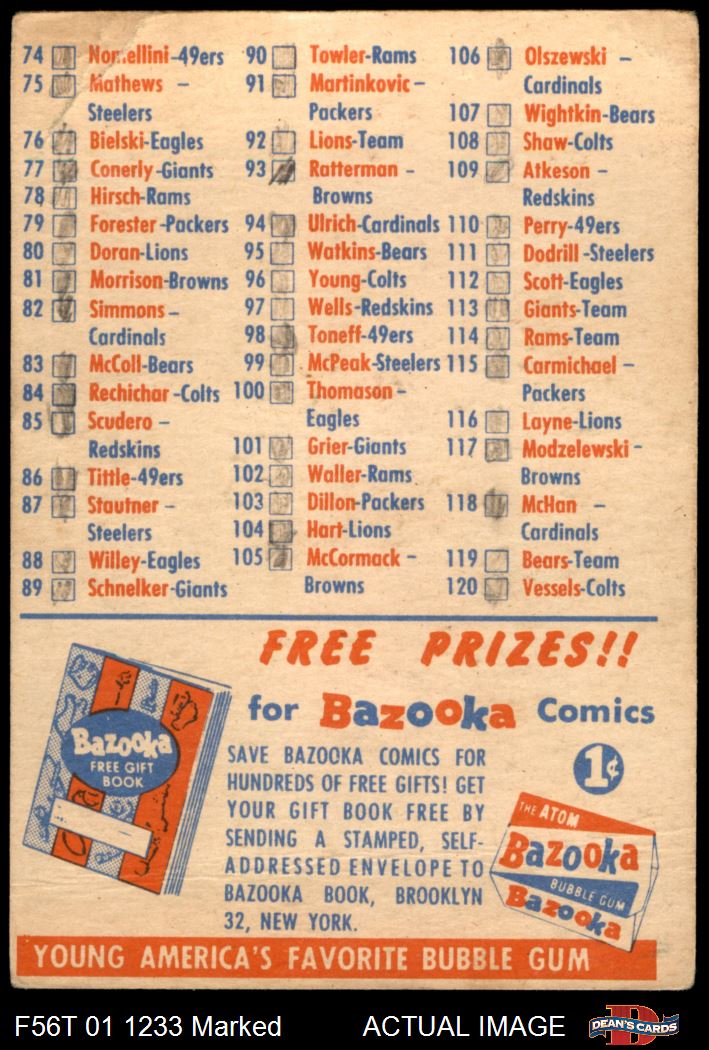 74 Nomellini-49ers
75 Mathews -
Steelers
76 Bielski-Eagles
77 Conerly-Giants
78 Hirsch-Rams
79 Forester-Packers
80 Doran-Lions
81 Morrison-Browns
82 Simmons -
Cardinals
83 McColl-Bears
84 Rechichar-Colts
85 Scudero -
Redskins
86 Tittle-49ers
87 Stautner -
Steelers
88 Willey-Eagles
89 Schnelker-Giants
90 Towler-Rams
91 Martinkovic -
Packers
92 Lions-Team
93 Ratterman -
Browns
94 Ulrich-Cardinals
95 Watkins-Bears
96 Young-Colts
97 Wells-Redskins
98 Toneff-49ers
99 McPeak-Steelers
100 Thomason -
Eagles
101 Grier-Giants
102 Waller-Rams
103 Dillon-Packers
104 Hart-Lions
105 McCormack -
Browns
106 Olszewski -
Cardinals
107 Wightkin-Bears
108 Shaw-Colts
109 Atkeson -
Redskins
110 Perry-49ers
111 Dodrill-Steelers
112 Scott-Eagles
113 Giants-Team
114 Rams-Team
115 Carmichael -
Packers
116 Layne-Lions
117 Modzelewski -
Browns
118 McHan -
Cardinals
119 Bears-Team
120 Vessels-Colts
FREE PRIZES!!
for Bazooka Comics
SAVE BAZOOKA COMICS FOR
HUNDREDS OF FREE GIFTS! GET
YOUR GIFT BOOK FREE BY
SENDING A STAMPED, SELF-
ADDRESSED ENVELOPE TO
BAZOOKA BOOK, BROOKLYN
32, NEW YORK.
Bazooka
FREE GIFT
BOOK
1¢
THE ATOM
Bazooka
BUBBLE GUM
Bazooka
YOUNG AMERICA'S FAVORITE BUBBLE GUM
F56T 01 1233 Marked
ACTUAL IMAGE
D
DEAN'S CARDS